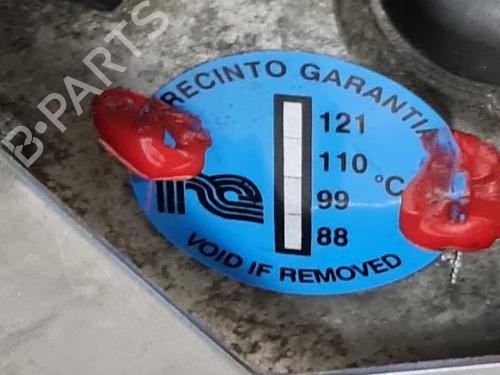 B-PARTS
RECINTO GARANTIA
121
110
°C
99
88
VOID IF REMOVED